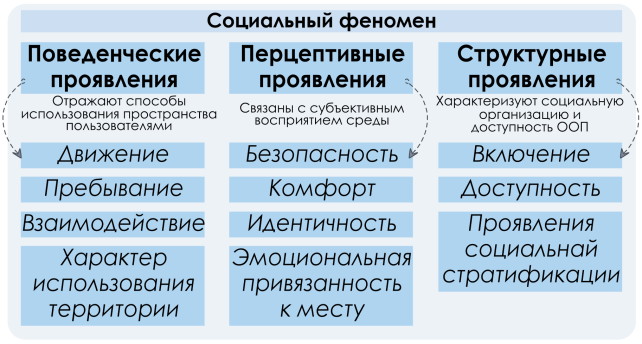 Социальный феномен
Поведенческие
проявления
Отражают способы
использования пространства
пользователями
Движение
Пребывание
Взаимодействие
Характер
использования
территории
Перцептивные
проявления
Связаны с субъективным
восприятием среды
Безопасность
Комфорт
Идентичность
Эмоциональная
привязанность
к месту
Структурные
проявления
Характеризуют социальную
организацию и
доступность ООП
Включение
Доступность
Проявления
социальнай
стратификации